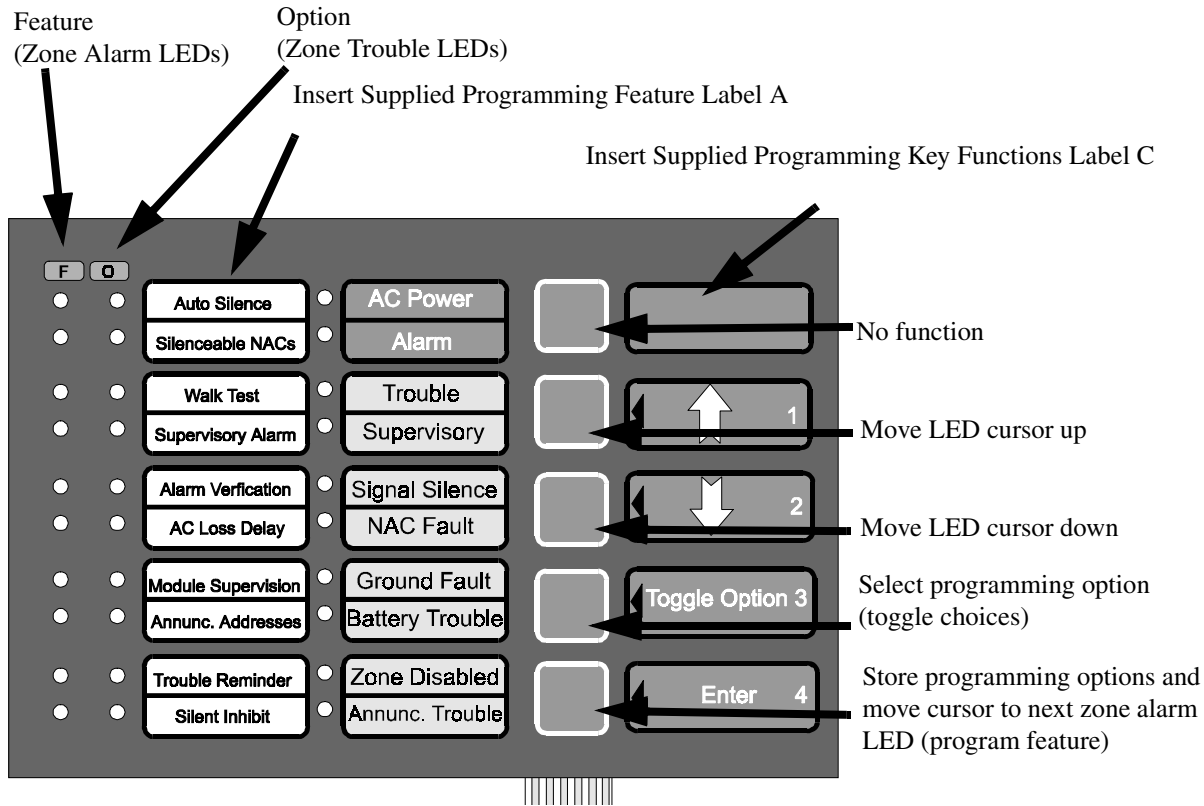 Feature
(Zone Alarm LEDs)
Option
(Zone Trouble LEDs)
Insert Supplied Programming Feature Label A
Insert Supplied Programming Key Functions Label C
F
O
Auto Silence
AC Power
Silenceable NACs
Alarm
No function
Walk Test
Trouble
1
Supervisory Alarm
Supervisory
Move LED cursor up
Alarm Verfication
Signal Silence
2
AC Loss Delay
NAC Fault
Move LED cursor down
Module Supervision
Ground Fault
Toggle Option 3
Select programming option
(toggle choices)
Annunc. Addresses
Battery Trouble
Trouble Reminder
Zone Disabled
Enter 4
Store programming options and
move cursor to next zone alarm
LED (program feature)
Silent Inhibit
Annunc. Trouble